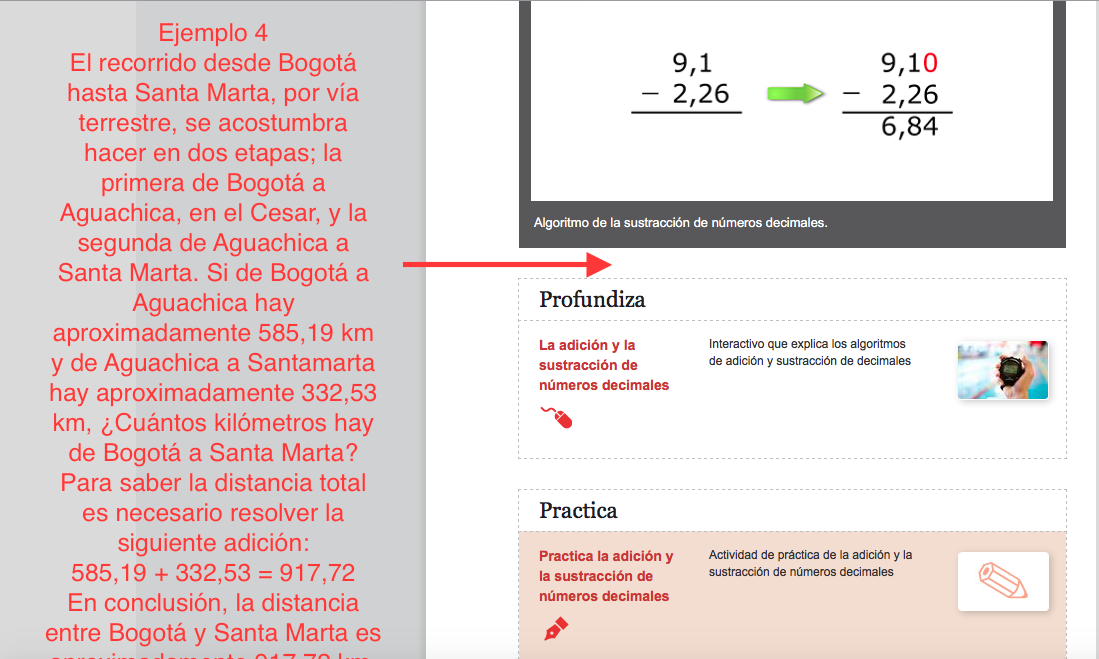 Ejemplo 4
El recorrido desde Bogotá
hasta Santa Marta, por vía
terrestre, se acostumbra
hacer en dos etapas; la
primera de Bogotá a
Aguachica, en el Cesar, y la
segunda de Aguachica a
Santa Marta. Si de Bogotá a
Aguachica hay
aproximadamente 585,19 km
y de Aguachica a Santamarta
hay aproximadamente 332,53
km, ¿Cuántos kilómetros hay
de Bogotá a Santa Marta?
Para saber la distancia total
es necesario resolver la
siguiente adición:
585,19 + 332,53 = 917,72
En conclusión, la distancia
entre Bogotá y Santa Marta es
aproximadamente 917,72 km
9,1
− 2,26
9,10
− 2,26
6,84
Algoritmo de la sustracción de números decimales.
Profundiza
La adición y la
sustracción de
números decimales
Interactivo que explica los algoritmos
de adición y sustracción de decimales
Practica
Practica la adición y
la sustracción de
números decimales
Actividad de práctica de la adición y la
sustracción de números decimales